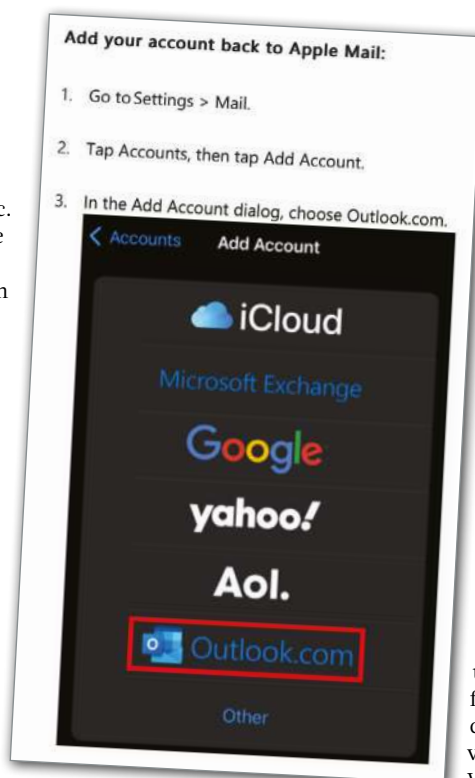 Add your account back to Apple Mail:
1. Go to Settings > Mail.
2. Tap Accounts, then tap Add Account.
3. In the Add Account dialog, choose Outlook.com.
Accounts Add Account
iCloud
Microsoft Exchange
Google
yahoo!
Aol.
Outlook.com
Other